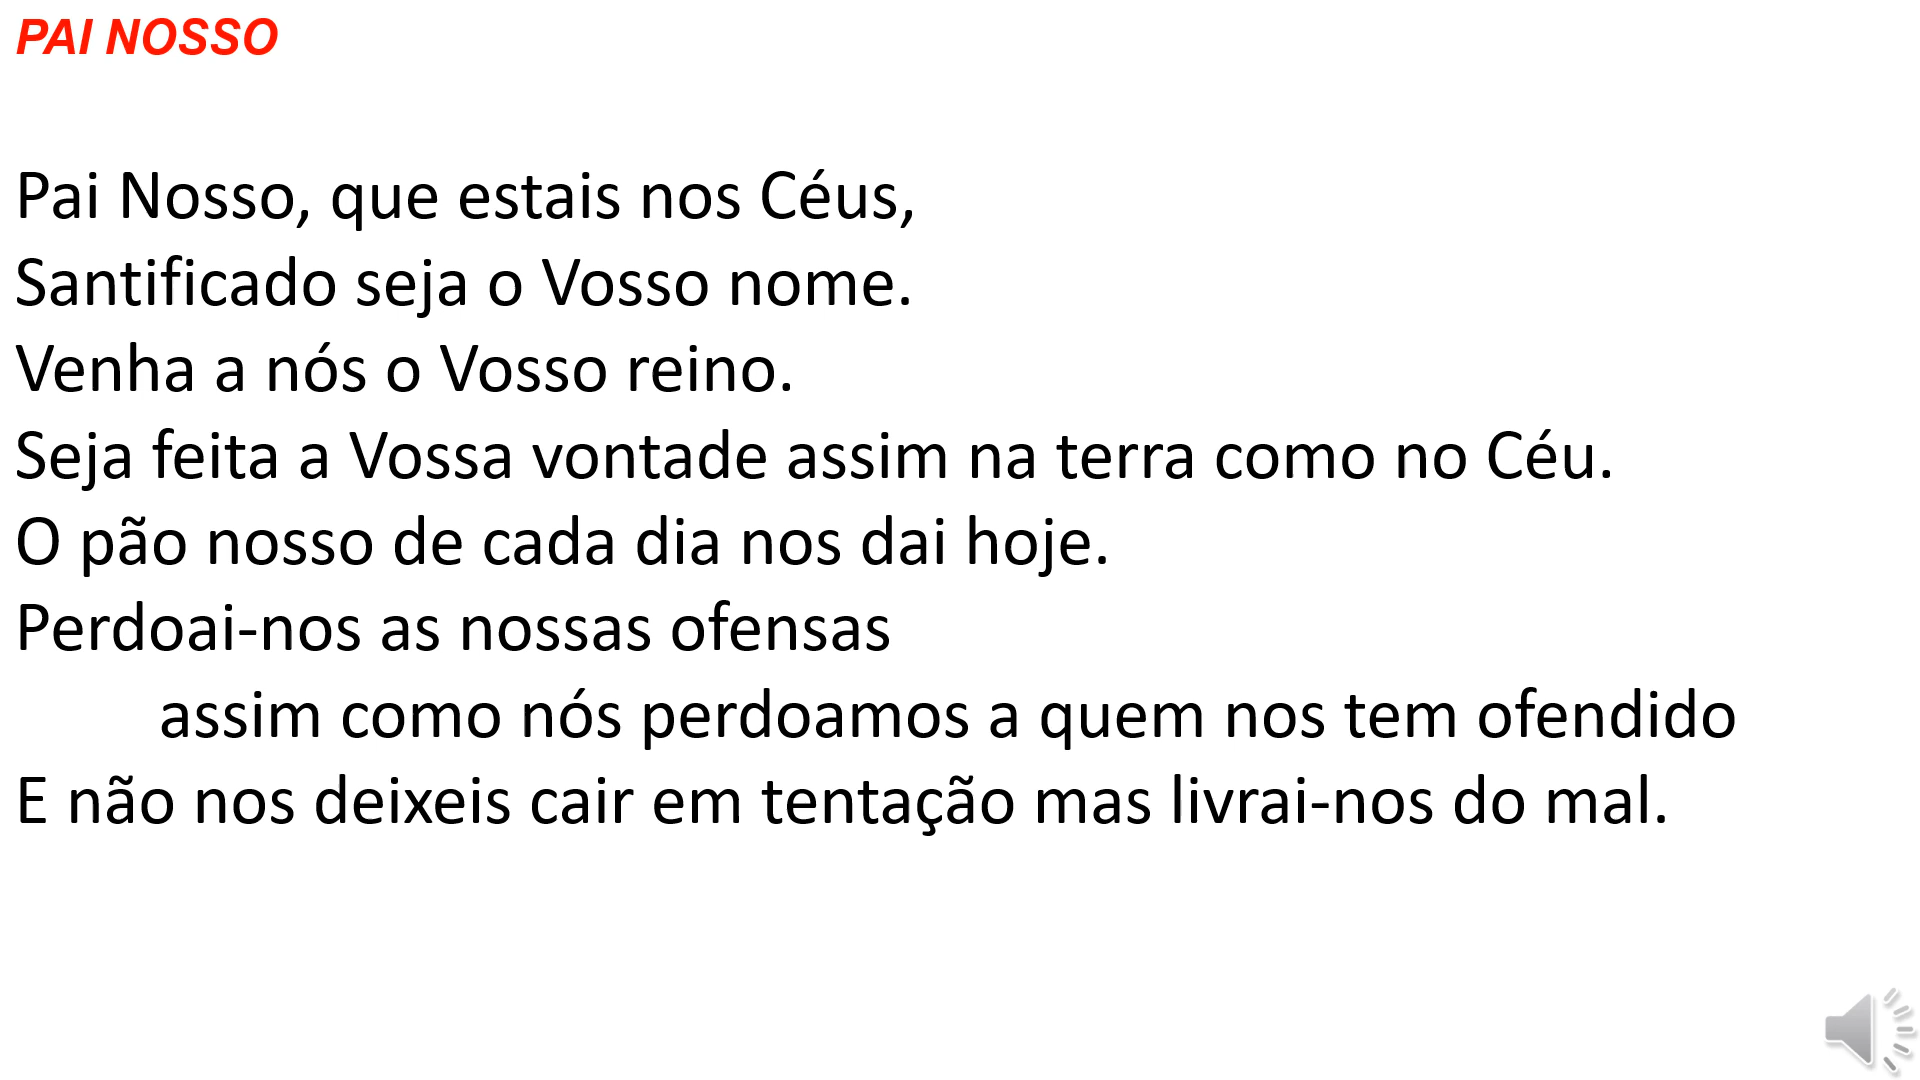 PAI NOSSO
Pai Nosso, que estais nos Céus,
Santificado seja o Vosso nome.
Venha a nós o Vosso reino.
Seja feita a Vossa vontade assim na terra como no Céu.
O pão nosso de cada dia nos dai hoje.
Perdoai-nos as nossas ofensas
assim como nós perdoamos a quem nos tem ofendido
E não nos deixeis cair em tentação mas livrai-nos do mal.